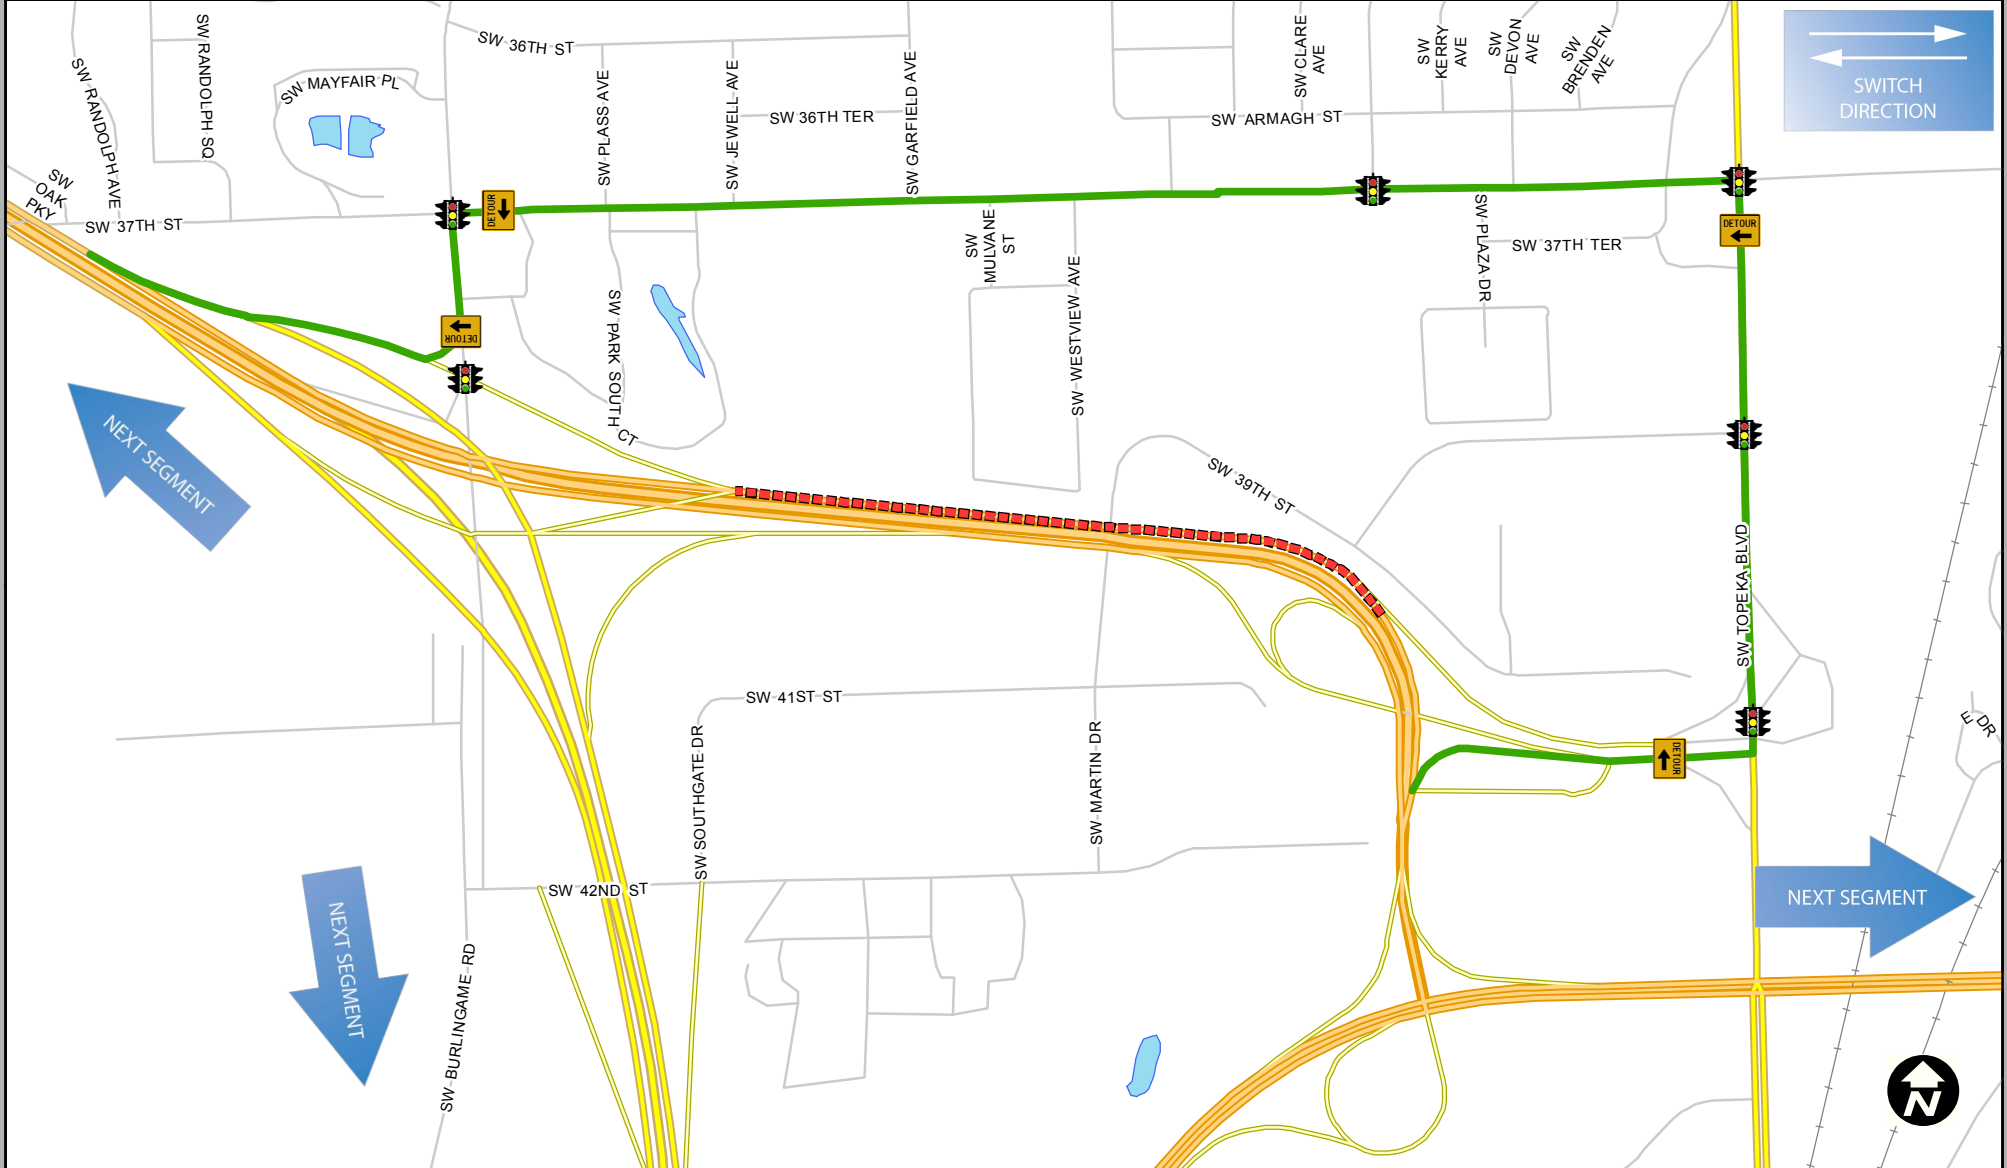 SW RANDOLPH AVE
SW RANDOLPH SQ
SW MAYFAIR PL
SW 36TH ST
SW PLASS AVE
SW JEWELL AVE
SW 36TH TER
SW GARFIELD AVE
SW CLARE
AVE
SW
KERRY
AVE
SW
DEVON
AVE
SW
BRENDEN
AVE
SW ARMAGH ST
SWITCH
DIRECTION
SW
OAK
PKY
SW 37TH ST
DETOUR
DETOUR
DETOUR
DETOUR
SW
MULVANE
ST
SW WESTVIEW AVE
SW PLAZA DR
SW 37TH TER
SW PARK SOUTH
CT
NEXT SEGMENT
SW 39TH ST
SW TOPEKA BLVD
SW 41ST ST
SW SOUTHGATE DR
SW MARTIN DR
E
DR
SW 42ND ST
NEXT SEGMENT
NEXT SEGMENT
SW BURLINGAME RD
N